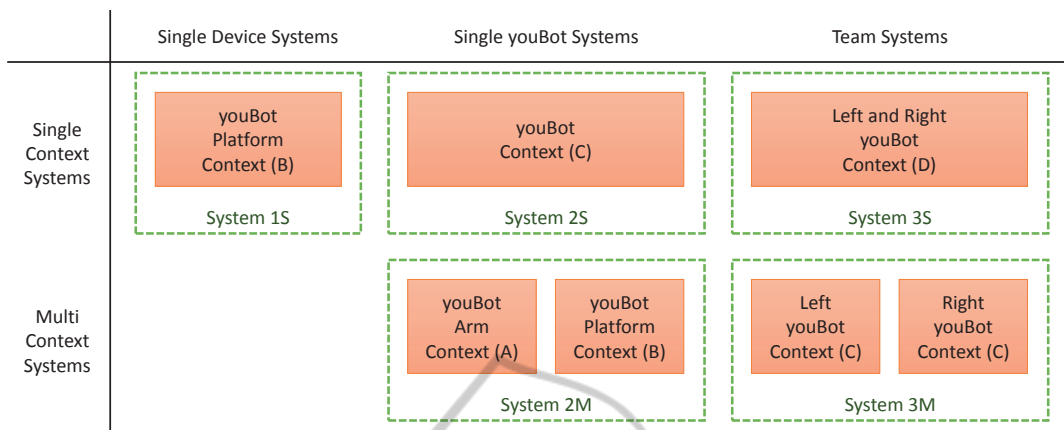 Single Device Systems
Single youBot Systems
Team Systems
Single
Context
Systems
youBot
Platform
Context (B)
System 1S
youBot
Context (C)
System 2S
Left and Right
youBot
Context (D)
System 3S
Multi
Context
Systems
youBot
Arm
Context (A)
youBot
Platform
Context (B)
System 2M
Left
youBot
Context (C)
Right
youBot
Context (C)
System 3M